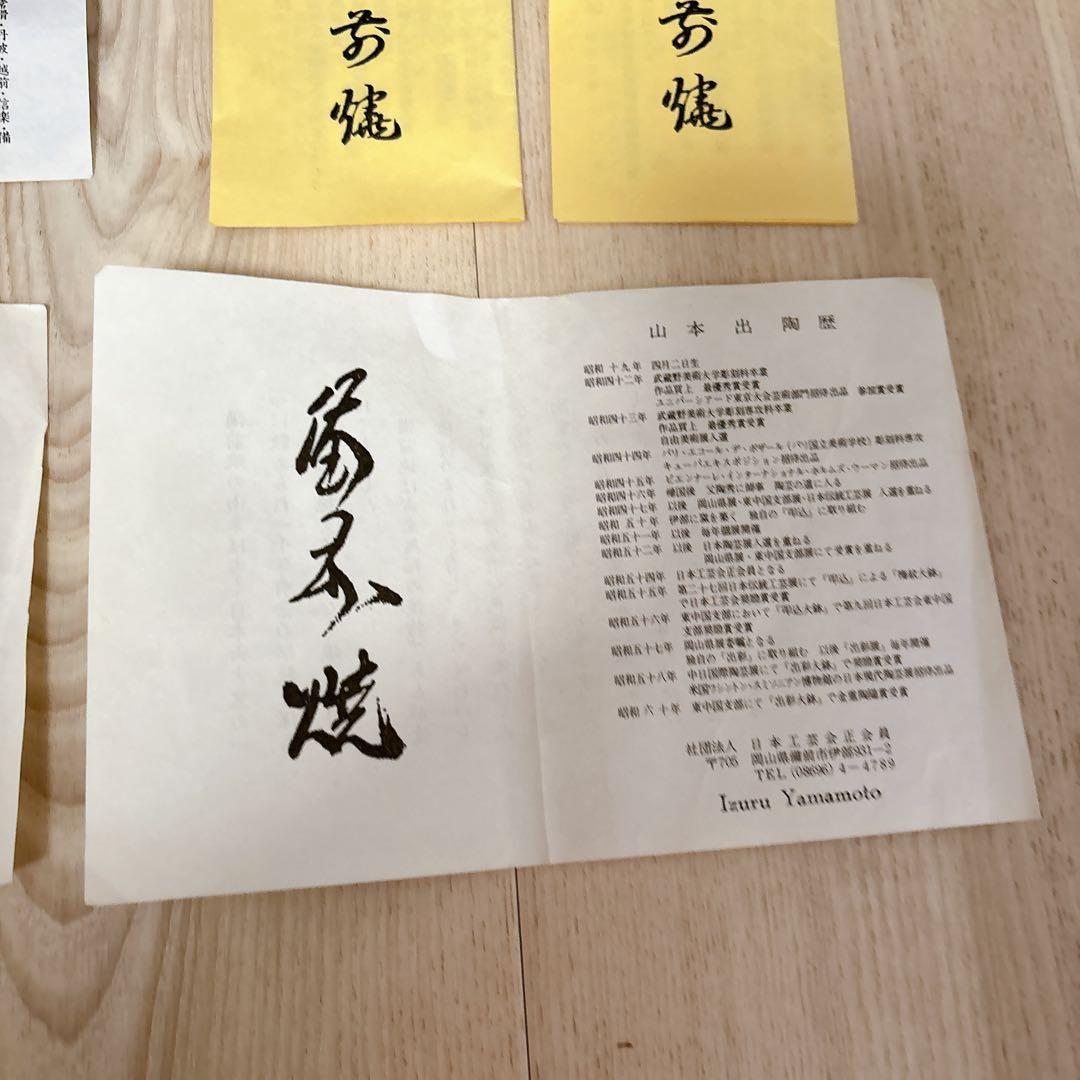 常滑・丹波・越前・信楽・備
前
焼
前
焼
備
前
焼
山本出陶歴
昭和十九年 四月二日生
昭和四十二年 武蔵野美術大学彫刻科卒業
作品買上 最優秀賞受賞
ユニバーシアード東京大会芸術部門招待出品 参加賞受賞
昭和四十三年 武蔵野美術大学彫刻専攻科卒業
作品買上 最優秀賞受賞
自由美術展入選
昭和四十四年 パリ・エコール・デ・ボザール(パリ国立美術学校)彫刻科専攻
キューバエキスポジション招待出品
昭和四十五年 ビエンナーレ・インターナショナル・ホルムズ・ウーマン招待出品
昭和四十六年 帰国後 父陶秀に師事 陶芸の道に入る
昭和四十七年 以後 岡山県展・東中国支部展・日本伝統工芸展 入選を重ねる
昭和五十年 伊部に窯を築く 独自の『叩込』に取り組む
昭和五十一年 以後 毎年個展開催
昭和五十二年 以後 日本陶芸展入選を重ねる
岡山県展・東中国支部展にて受賞を重ねる
昭和五十四年 日本工芸会正会員となる
昭和五十五年 第二十七回日本伝統工芸展にて『叩込』による『梅紋大鉢』
で日本工芸会奨励賞受賞
昭和五十六年 東中国支部において『叩込大鉢』で第九回日本工芸会東中国
支部奨励賞受賞
昭和五十七年 岡山県展委嘱となる
独自の『出彩』に取り組む 以後『出彩展』毎年開催
昭和五十八年 中日国際陶芸展にて『出彩大鉢』で奨励賞受賞
米国ワシントン・スミソニアン博物館の日本現代陶芸展招待出品
昭和六十年 東中国支部にて『出彩大鉢』で金重陶陽賞受賞
社団法人 日本工芸会正会員
〒705 岡山県備前市伊部931−2
TEL (08696) 4−4789
Izuru Yamamoto